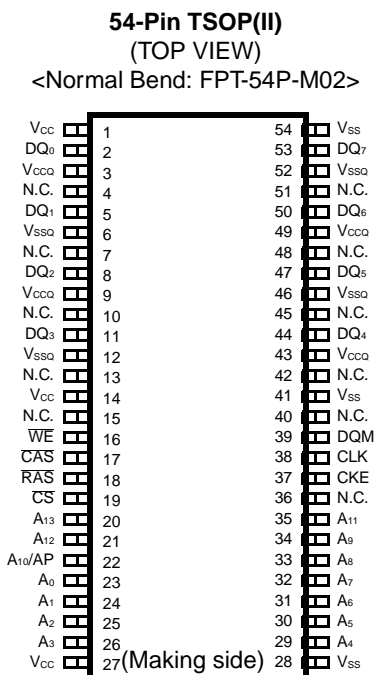 54-Pin TSOP(II)
(TOP VIEW)
<Normal Bend: FPT-54P-M02>
VCC 1 54 VSS
DQ0 2 53 DQ7
VCCQ 3 52 VSSQ
N.C. 4 51 N.C.
DQ1 5 50 DQ6
VSSQ 6 49 VCCQ
N.C. 7 48 N.C.
DQ2 8 47 DQ5
VCCQ 9 46 VSSQ
N.C. 10 45 N.C.
DQ3 11 44 DQ4
VSSQ 12 43 VCCQ
N.C. 13 42 N.C.
VCC 14 41 VSS
N.C. 15 40 N.C.
WE 16 39 DQM
CAS 17 38 CLK
RAS 18 37 CKE
CS 19 36 N.C.
A13 20 35 A11
A12 21 34 A9
A10/AP 22 33 A8
A0 23 32 A7
A1 24 31 A6
A2 25 30 A5
A3 26 29 A4
VCC 27 (Making side) 28 VSS